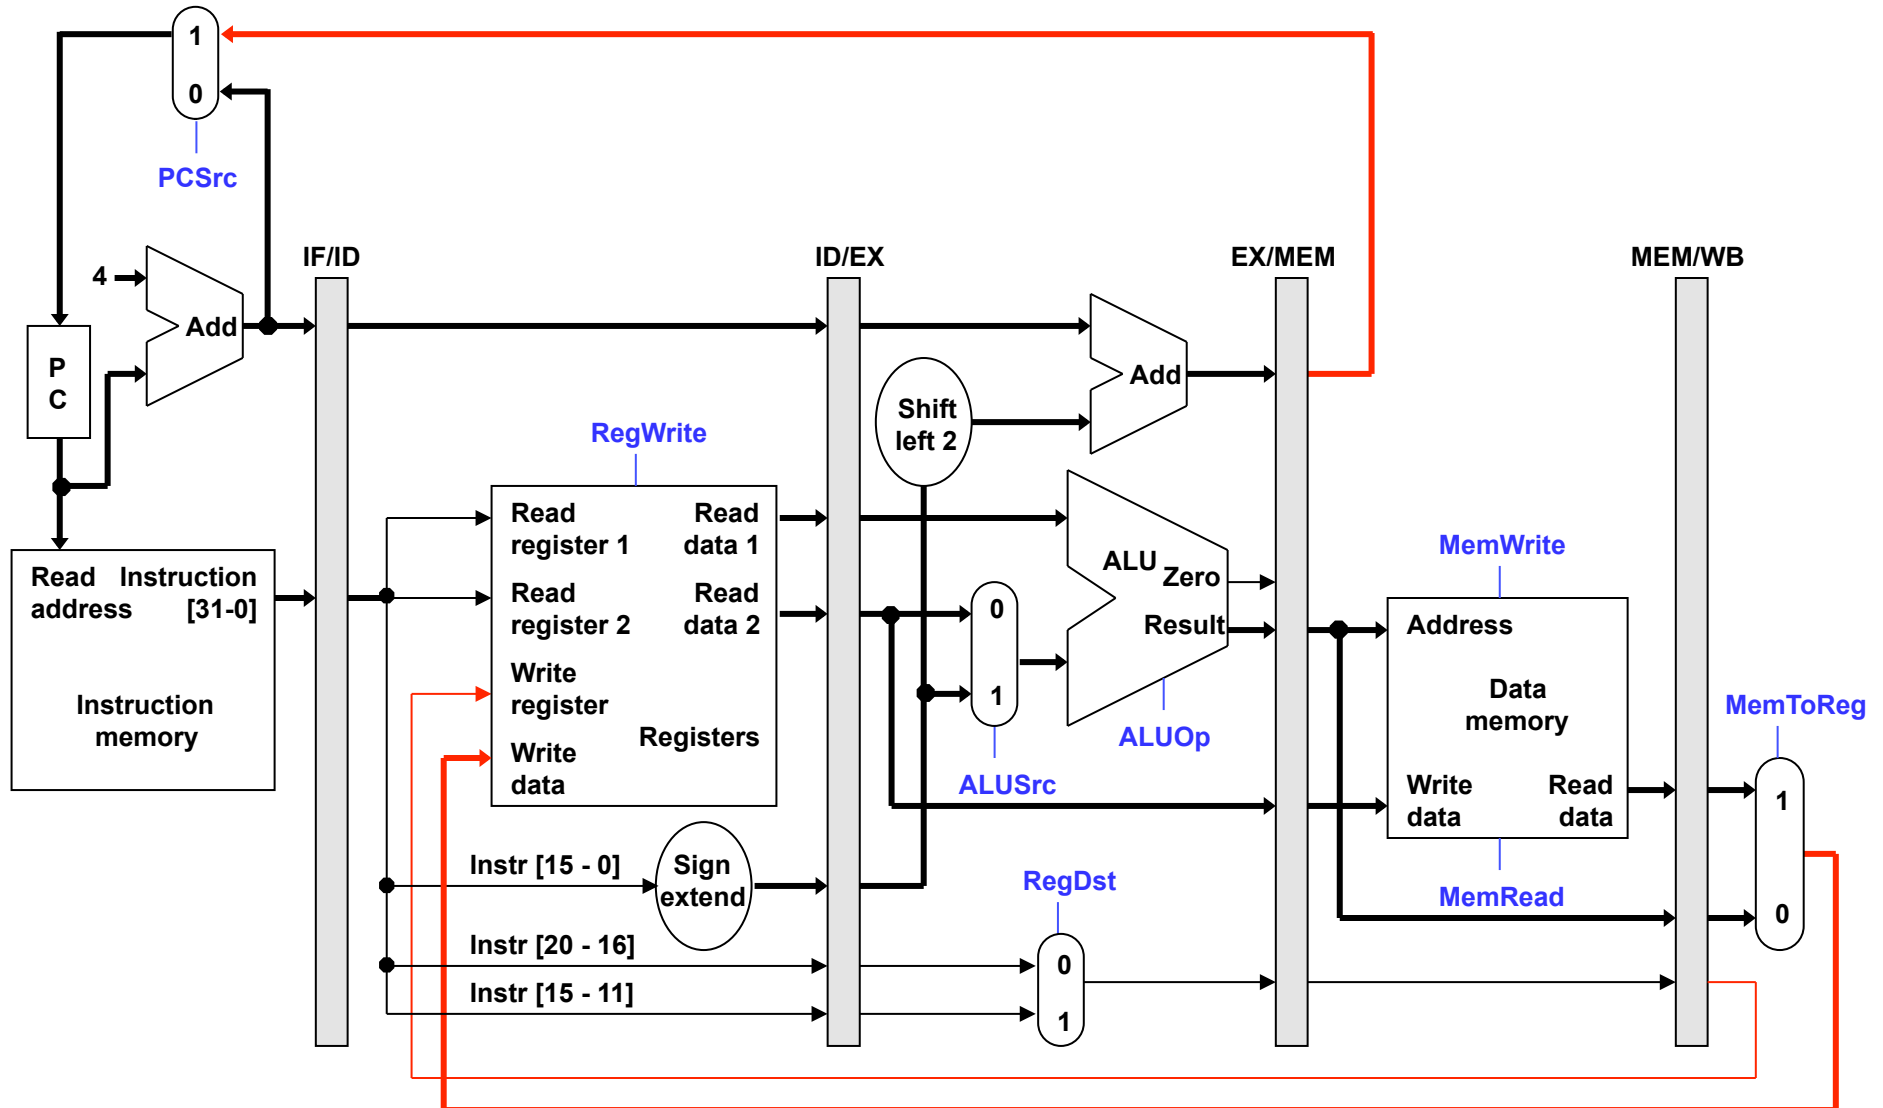 1
0
PCSrc
IF/ID
ID/EX
EX/MEM
MEM/WB
4
Add
P
C
Add
Shift
left 2
RegWrite
Read
register 1
Read
data 1
Read
register 2
Read
data 2
Write
register
Write
data
Registers
Read
address
Instruction
[31-0]
Instruction
memory
0
1
ALUSrc
ALU
Zero
Result
ALUOp
MemWrite
Address
Data
memory
Write
data
Read
data
MemRead
MemToReg
1
0
Instr [15 - 0]
Sign
extend
RegDst
Instr [20 - 16]
Instr [15 - 11]
0
1